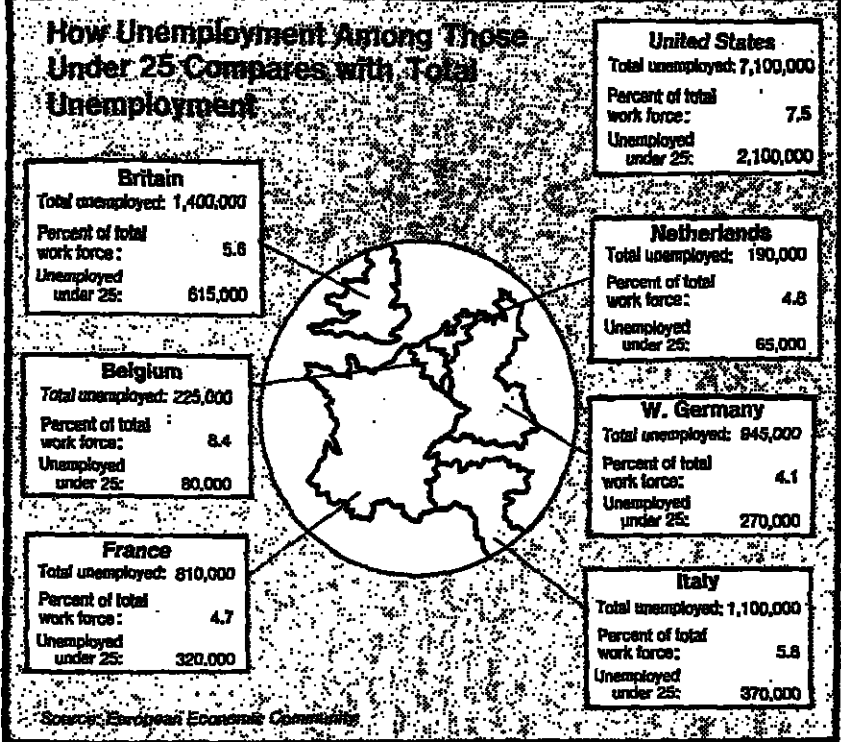 How Unemployment Among Those
Under 25 Compares with Total
Unemployment
United States
Total unemployed: 7,100,000
Percent of total
work force: 7.5
Unemployed
under 25: 2,100,000
Britain
Total unemployed: 1,400,000
Percent of total
work force: 5.6
Unemployed
under 25: 615,000
Netherlands
Total unemployed: 190,000
Percent of total
work force: 4.8
Unemployed
under 25: 65,000
Belgium
Total unemployed: 225,000
Percent of total
work force: 8.4
Unemployed
under 25: 80,000
W. Germany
Total unemployed: 945,000
Percent of total
work force: 4.1
Unemployed
under 25: 270,000
France
Total unemployed: 810,000
Percent of total
work force: 4.7
Unemployed
under 25: 320,000
Italy
Total unemployed: 1,100,000
Percent of total
work force: 5.8
Unemployed
under 25: 370,000
Source: European Economic Community